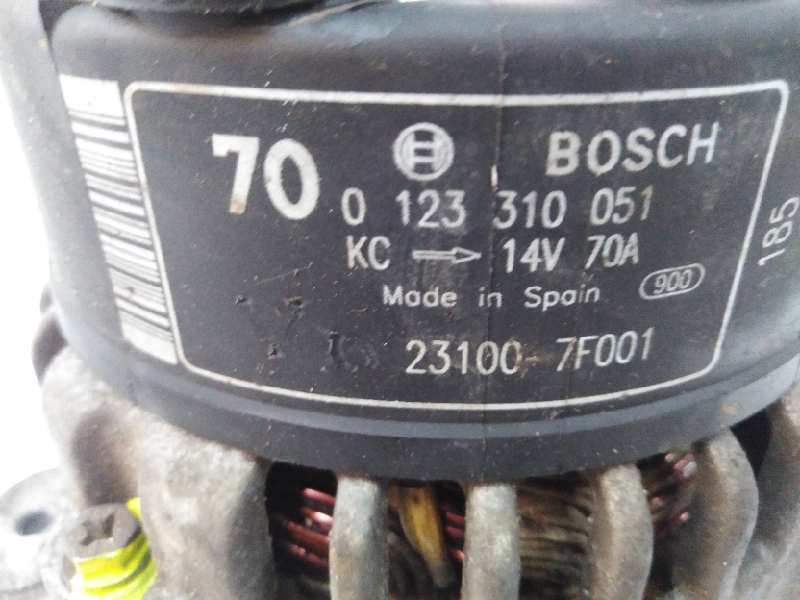 70 BOSCH
0 123 310 051
KC → 14V 70A
Made in Spain 900
23100-7F001
185